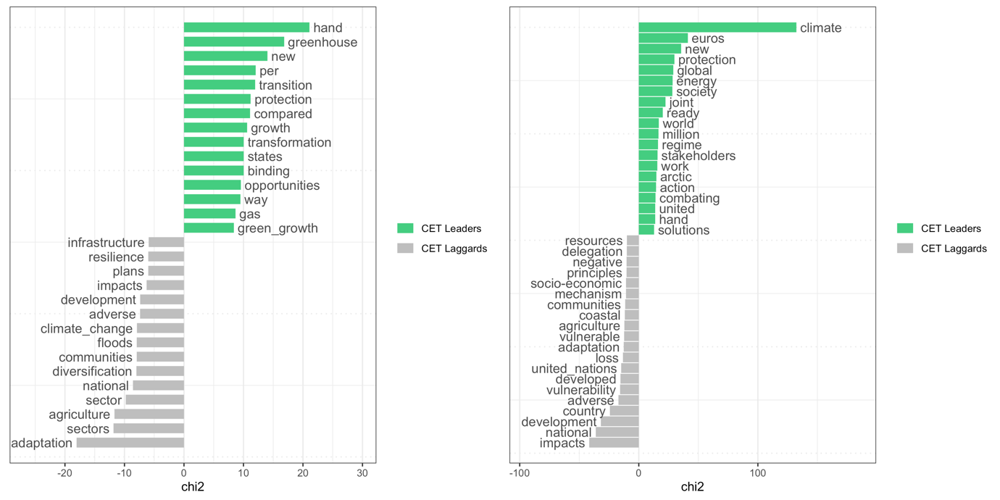 hand
greenhouse
new
per
transition
protection
compared
growth
transformation
states
binding
opportunities
way
gas
green_growth
infrastructure
resilience
plans
impacts
development
adverse
climate_change
floods
communities
diversification
national
sector
agriculture
sectors
adaptation
-20 -10 0 10 20 30
chi2
CET Leaders
CET Laggards
climate
euros
new
protection
global
energy
society
joint
ready
world
million
regime
stakeholders
work
arctic
action
combating
united
hand
solutions
resources
delegation
negative
principles
socio-economic
mechanism
communities
coastal
agriculture
vulnerable
adaptation
loss
united_nations
developed
vulnerability
adverse
country
development
national
impacts
-100 0 100
chi2
CET Leaders
CET Laggards